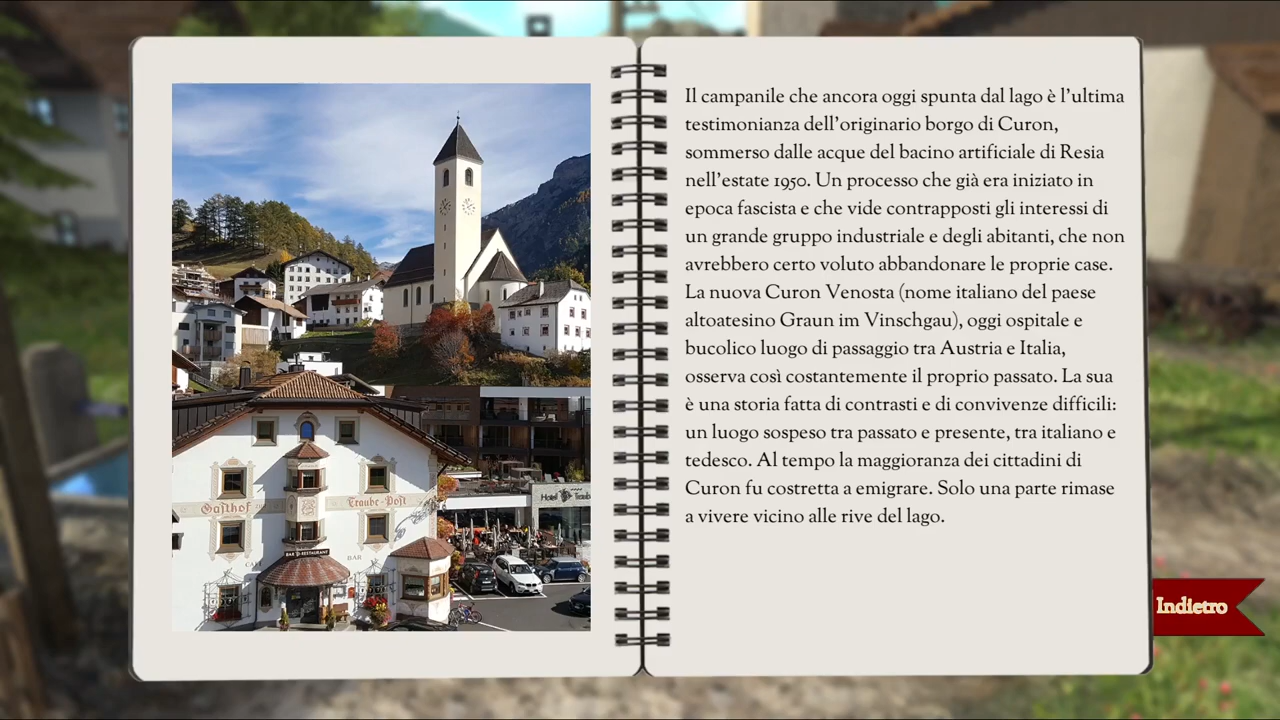 Il campanile che ancora oggi spunta dal lago è l'ultima
testimonianza dell'originario borgo di Curon,
sommerso dalle acque del bacino artificiale di Resia
nell'estate 1950. Un processo che già era iniziato in
epoca fascista e che vide contrapposti gli interessi di
un grande gruppo industriale e degli abitanti, che non
avrebbero certo voluto abbandonare le proprie case.
La nuova Curon Venosta (nome italiano del paese
altoatesino Graun im Vinschgau), oggi ospitale e
bucolico luogo di passaggio tra Austria e Italia,
osserva così costantemente il proprio passato. La sua
è una storia fatta di contrasti e di convivenze difficili:
un luogo sospeso tra passato e presente, tra italiano e
tedesco. Al tempo la maggioranza dei cittadini di
Curon fu costretta a emigrare. Solo una parte rimase
a vivere vicino alle rive del lago.
Gasthof Traube-Post
Hotel Traube
BAR RESTAURANT
BAR
Indietro